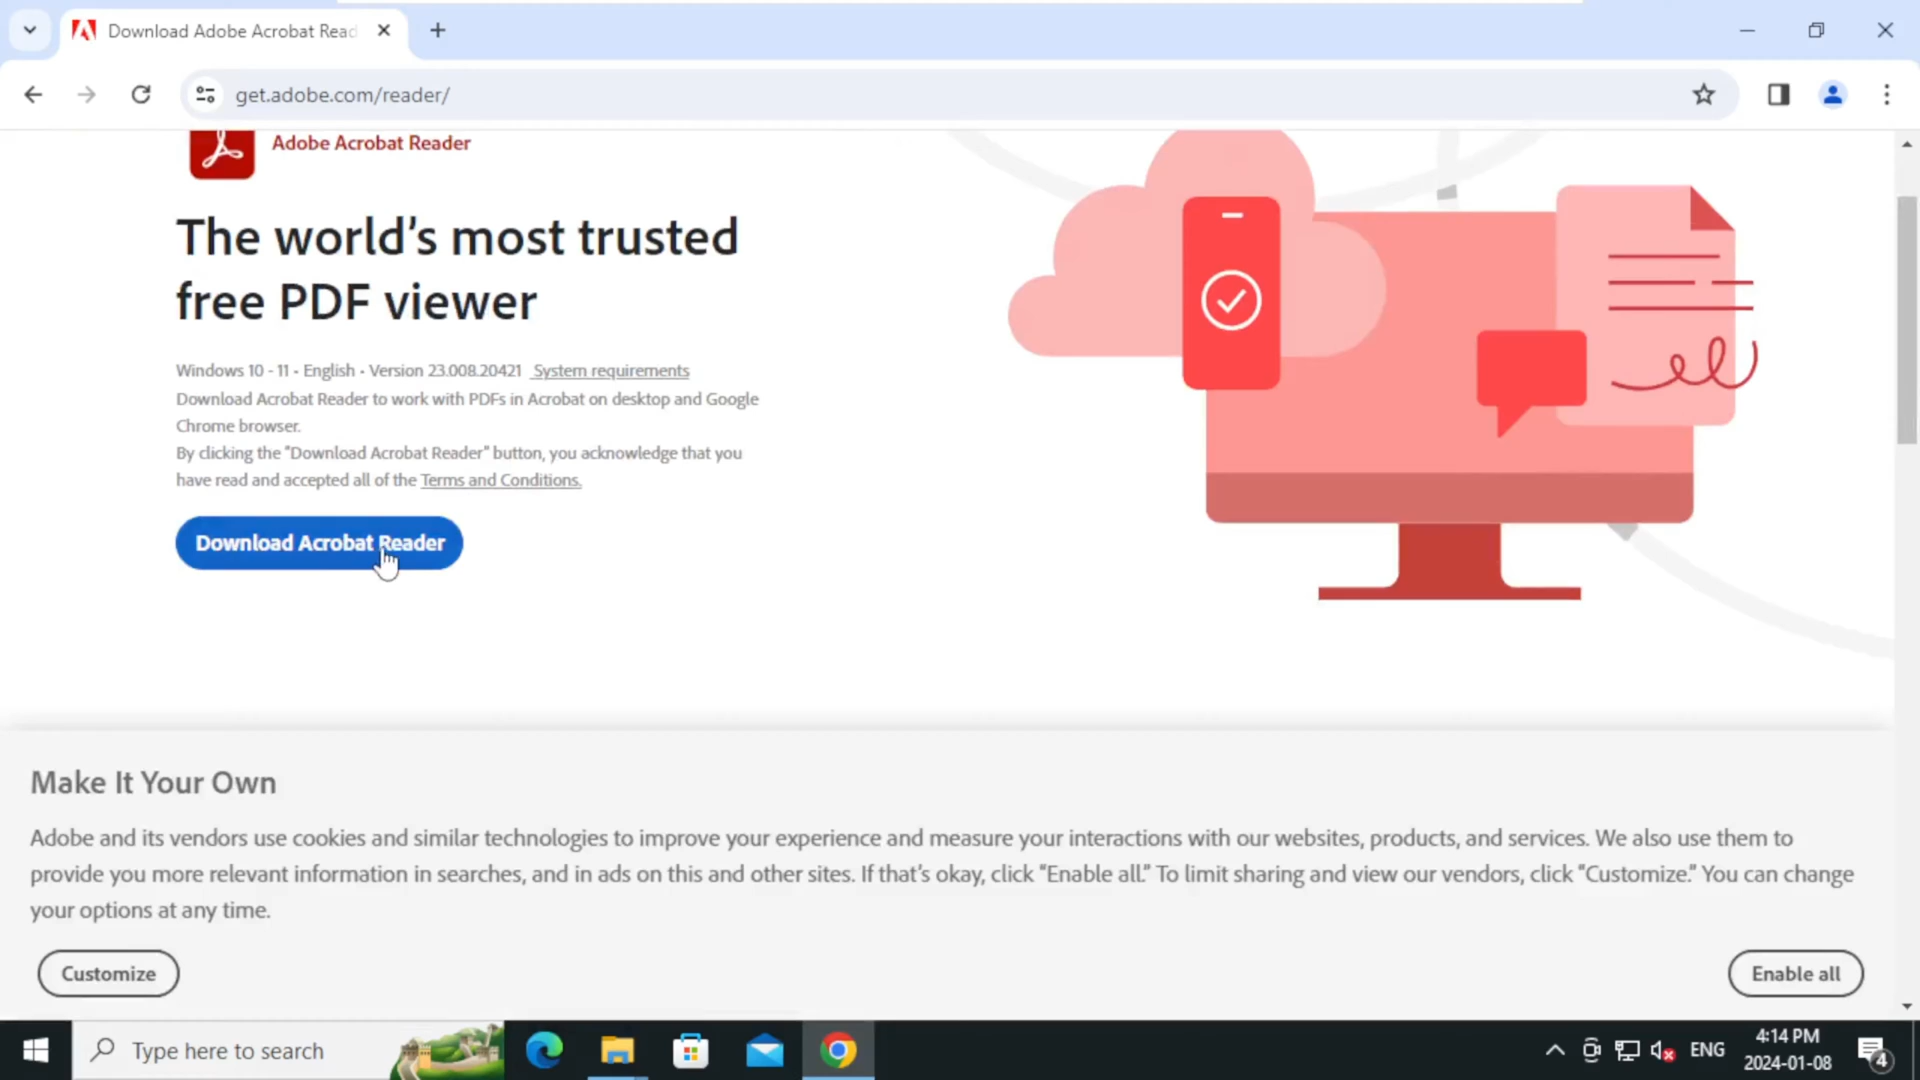 Download Adobe Acrobat Read
get.adobe.com/reader/
Adobe Acrobat Reader
The world’s most trusted
free PDF viewer
Windows 10 - 11 • English • Version 23.008.20421 System requirements
Download Acrobat Reader to work with PDFs in Acrobat on desktop and Google
Chrome browser.
By clicking the “Download Acrobat Reader” button, you acknowledge that you
have read and accepted all of the Terms and Conditions.
Download Acrobat Reader
Make It Your Own
Adobe and its vendors use cookies and similar technologies to improve your experience and measure your interactions with our websites, products, and services. We also use them to
provide you more relevant information in searches, and in ads on this and other sites. If that’s okay, click “Enable all.” To limit sharing and view our vendors, click “Customize.” You can change
your options at any time.
Customize
Enable all
Type here to search
ENG
4:14 PM
2024-01-08
4